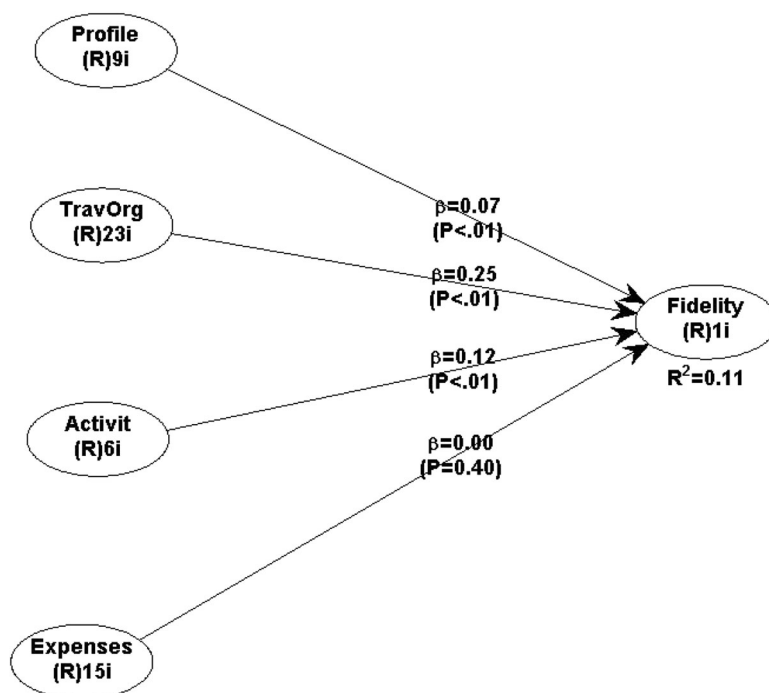 Profile
(R)9i
TravOrg
(R)23i
β=0.07
(P<.01)
β=0.25
(P<.01)
Fidelity
(R)1i
R²=0.11
β=0.12
(P<.01)
Activit
(R)6i
β=0.00
(P=0.40)
Expenses
(R)15i